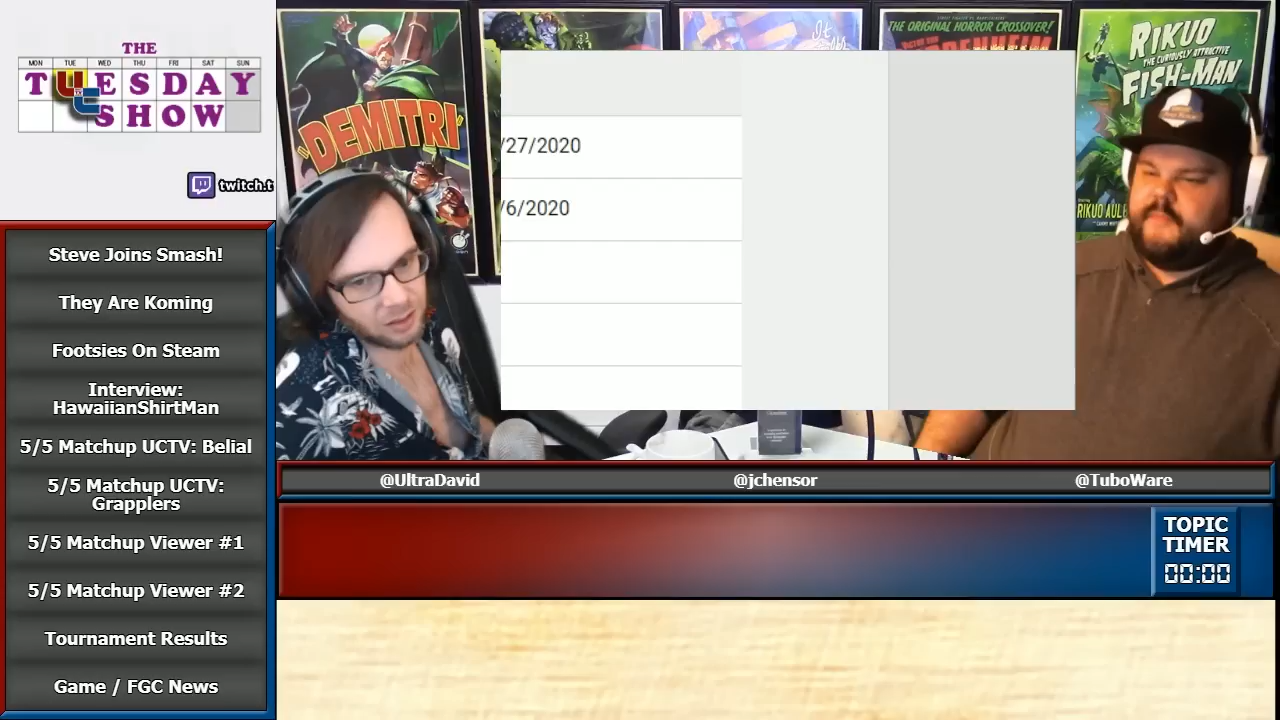 THE
MON TUE WED THU FRI SAT SUN
TUESDAY
SHOW
twitch.t
Steve Joins Smash!
They Are Koming
Footsies On Steam
Interview:
HawaiianShirtMan
5/5 Matchup UCTV: Belial
5/5 Matchup UCTV:
Grapplers
5/5 Matchup Viewer #1
5/5 Matchup Viewer #2
Tournament Results
Game / FGC News
"DEMITRI"
THE ORIGINAL HORROR CROSSOVER!
RIKUO
THE CURIOUSLY ATTRACTIVE
FISH-MAN
RIKUO AUL
/27/2020
/6/2020
@UltraDavid
@jchensor
@TuboWare
TOPIC
TIMER
00:00